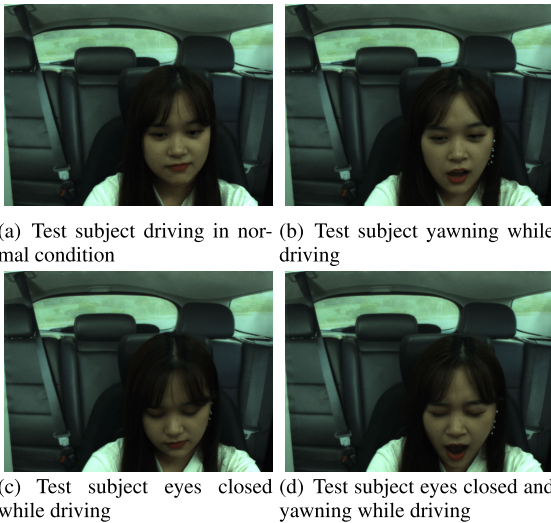 (a) Test subject driving in nor-
mal condition
(b) Test subject yawning while
driving
(c) Test subject eyes closed
while driving
(d) Test subject eyes closed and
yawning while driving